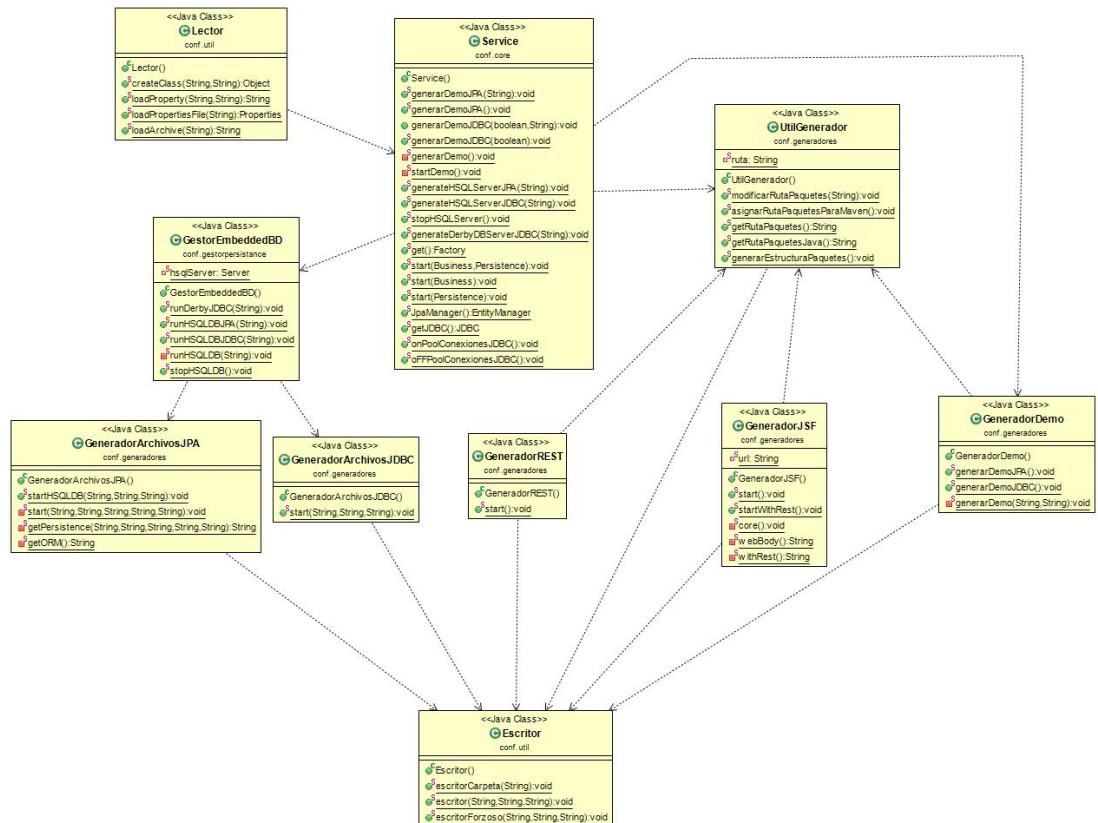 <<Java Class>>
Lector
conf.util
Lector()
createClass(String,String):Object
loadProperty(String,String):String
loadPropertiesFile(String):Properties
loadArchive(String):String
<<Java Class>>
Service
conf.core
Service()
generarDemoJPA(String):void
generarDemoJPA():void
generarDemoJDBC(boolean,String):void
generarDemoJDBC(boolean):void
generarDemo():void
startDemo():void
generateHSQLServerJPA(String):void
generateHSQLServerJDBC(String):void
stopHSQLServer():void
generateDerbyDBServerJDBC(String):void
get():Factory
start(Business,Persistence):void
start(Business):void
start(Persistence):void
JpaManager():EntityManager
getJDBC():JDBC
onPoolConexionesJDBC():void
oFFPoolConexionesJDBC():void
<<Java Class>>
UtilGenerador
conf.generadores
ruta: String
UtilGenerador()
modificarRutaPaquetes(String):void
asignarRutaPaquetesParaMaven():void
getRutaPaquetes():String
getRutaPaquetesJava():String
generarEstructuraPaquetes():void
<<Java Class>>
GestorEmbeddedBD
conf.gestorpersistance
hsqlServer: Server
GestorEmbeddedBD()
runDerbyJDBC(String):void
runHSQLDBJPA(String):void
runHSQLDBJDBC(String):void
runHSQLDB(String):void
stopHSQLDB():void
<<Java Class>>
GeneradorArchivosJPA
conf.generadores
GeneradorArchivosJPA()
startHSQLDB(String,String,String):void
start(String,String,String,String,String):void
getPersistence(String,String,String,String,String):String
getORM():String
<<Java Class>>
GeneradorArchivosJDBC
conf.generadores
GeneradorArchivosJDBC()
start(String,String,String):void
<<Java Class>>
GeneradorREST
conf.generadores
GeneradorREST()
start():void
<<Java Class>>
GeneradorJSF
conf.generadores
url: String
GeneradorJSF()
start():void
startWithRest():void
core():void
webBody():String
withRest():String
<<Java Class>>
GeneradorDemo
conf.generadores
GeneradorDemo()
generarDemoJPA():void
generarDemoJDBC():void
generarDemo(String,String):void
<<Java Class>>
Escritor
conf.util
Escritor()
escritorCarpeta(String):void
escritor(String,String,String):void
escritorForzoso(String,String,String):void